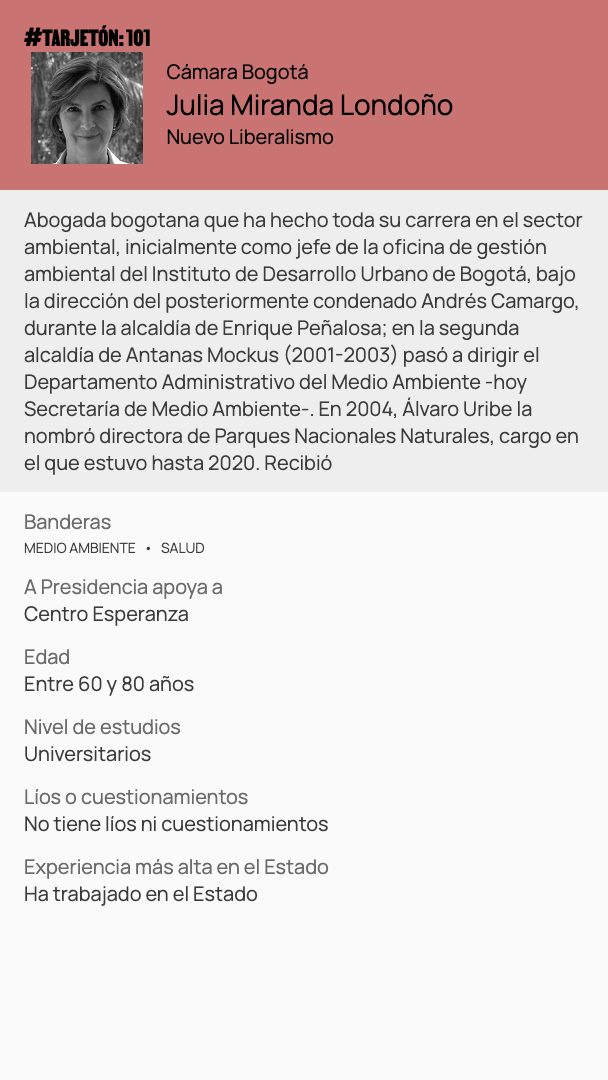 #TARJETÓN: 101
Cámara Bogotá
Julia Miranda Londoño
Nuevo Liberalismo
Abogada bogotana que ha hecho toda su carrera en el sector
ambiental, inicialmente como jefe de la oficina de gestión
ambiental del Instituto de Desarrollo Urbano de Bogotá, bajo
la dirección del posteriormente condenado Andrés Camargo,
durante la alcaldía de Enrique Peñalosa; en la segunda
alcaldía de Antanas Mockus (2001-2003) pasó a dirigir el
Departamento Administrativo del Medio Ambiente -hoy
Secretaría de Medio Ambiente-. En 2004, Álvaro Uribe la
nombró directora de Parques Nacionales Naturales, cargo en
el que estuvo hasta 2020. Recibió
Banderas
MEDIO AMBIENTE • SALUD
A Presidencia apoya a
Centro Esperanza
Edad
Entre 60 y 80 años
Nivel de estudios
Universitarios
Líos o cuestionamientos
No tiene líos ni cuestionamientos
Experiencia más alta en el Estado
Ha trabajado en el Estado